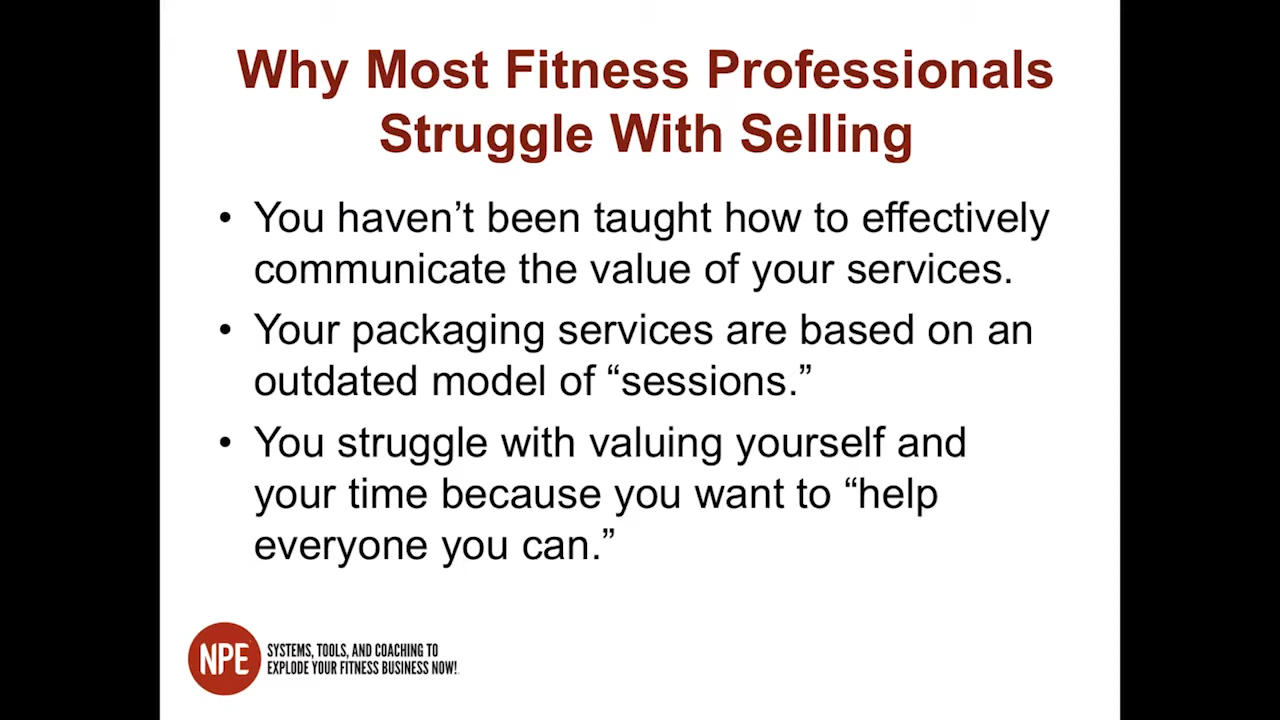 Why Most Fitness Professionals
Struggle With Selling
• You haven’t been taught how to effectively
communicate the value of your services.
• Your packaging services are based on an
outdated model of “sessions.”
• You struggle with valuing yourself and
your time because you want to “help
everyone you can.”
NPE
SYSTEMS, TOOLS, AND COACHING TO
EXPLODE YOUR FITNESS BUSINESS NOW!